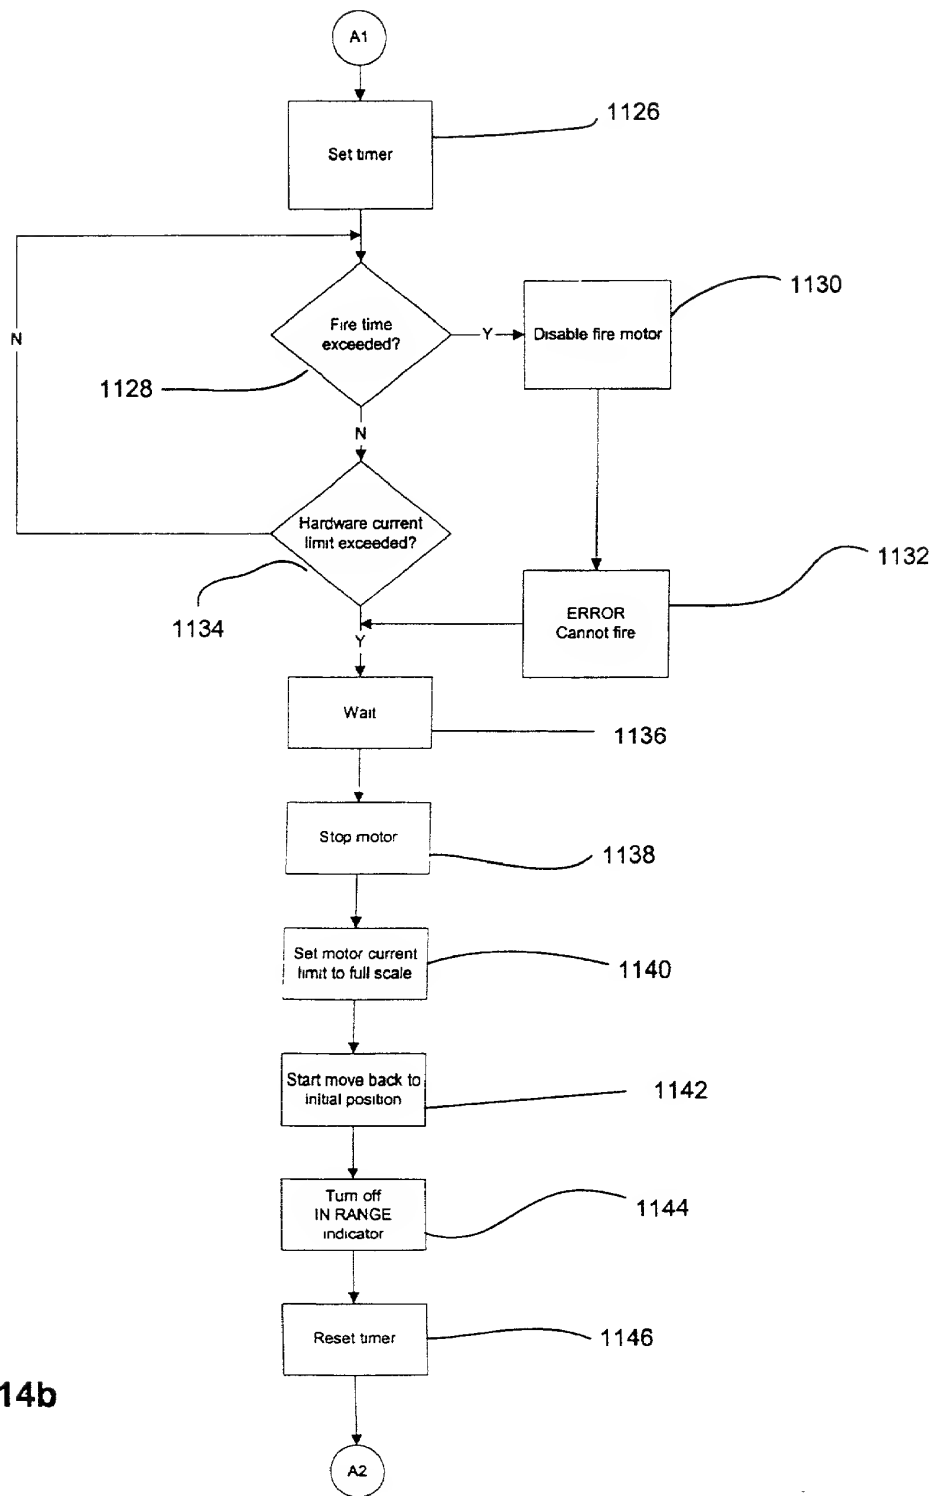 A1
Set timer
1126
Fire time
exceeded?
Y
Disable fire motor
1130
N
1128
N
Hardware current
limit exceeded?
1134
ERROR
Cannot fire
1132
Y
Wait
1136
Stop motor
1138
Set motor current
limit to full scale
1140
Start move back to
initial position
1142
Turn off
IN RANGE
indicator
1144
Reset timer
1146
14b
A2